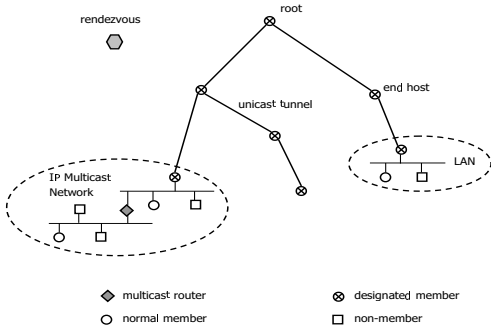 root
rendezvous
end host
unicast tunnel
LAN
IP Multicast
Network
multicast router
designated member
normal member
non-member